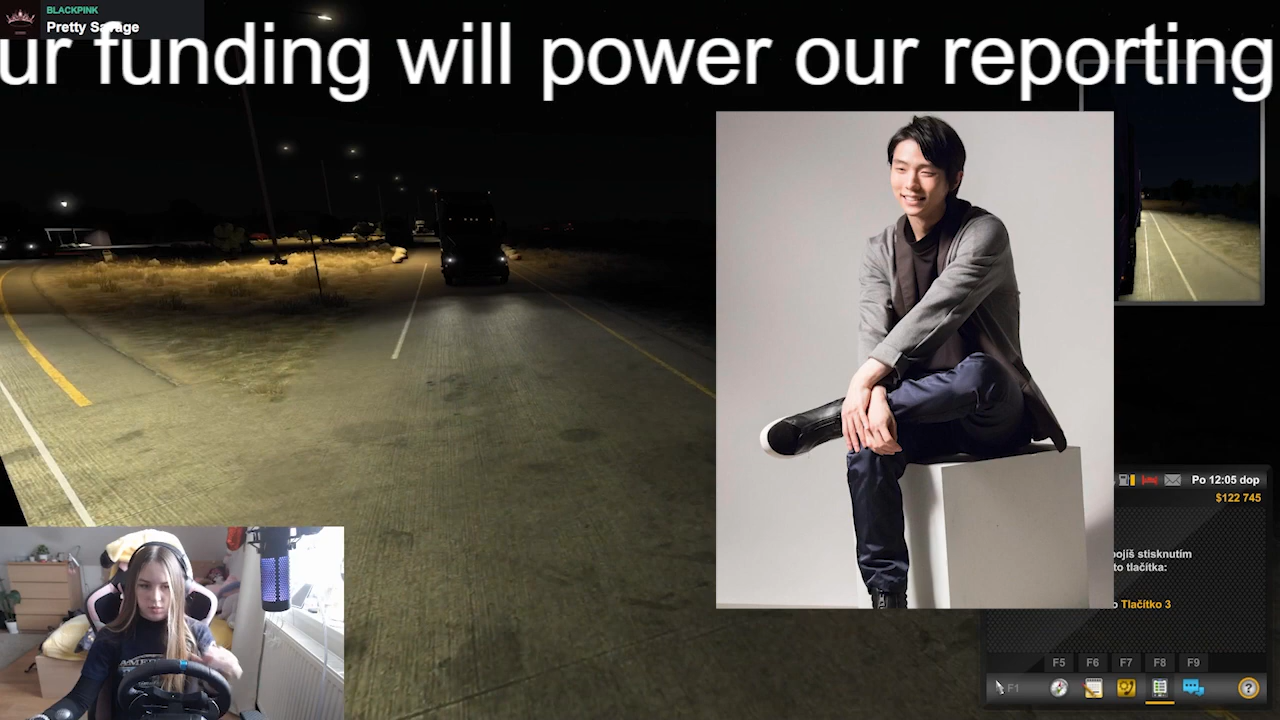 BLACKPINK
Pretty Savage
ur funding will power our reporting
Po 12:05 dop
$122 745
pojíš stisknutím
to tlačítka:
o Tlačítko 3
F5 F6 F7 F8 F9
F1
?